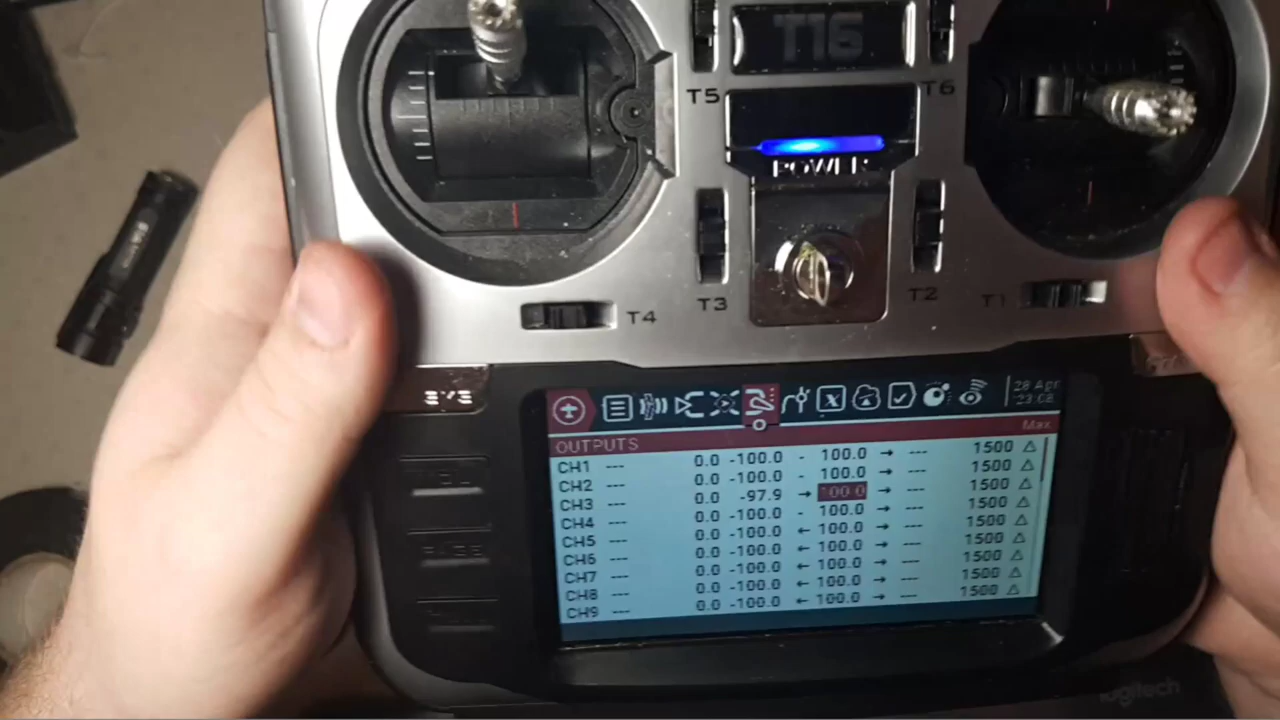 T16
T5
T6
POWER
T3
T2
T4
T1
SYS
28 Apr
23:08
OUTPUTS Max
CH1 --- 0.0 -100.0 - 100.0 → --- 1500 △
CH2 --- 0.0 -100.0 - 100.0 → --- 1500 △
CH3 --- 0.0 -97.9 → 100.0 → --- 1500 △
CH4 --- 0.0 -100.0 - 100.0 → --- 1500 △
CH5 --- 0.0 -100.0 ← 100.0 → --- 1500 △
CH6 --- 0.0 -100.0 ← 100.0 → --- 1500 △
CH7 --- 0.0 -100.0 ← 100.0 → --- 1500 △
CH8 --- 0.0 -100.0 ← 100.0 → --- 1500 △
CH9 --- 0.0 -100.0 ← 100.0 → --- 1500 △
logitech